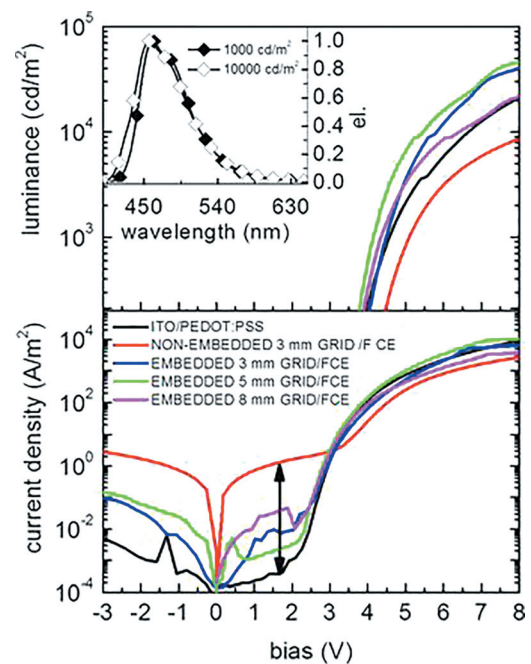 10⁵
10⁴
10³
luminance (cd/m²)
1000 cd/m²
10000 cd/m²
1.0
0.8
0.6
0.4
0.2
0.0
el.
450 540 630
wavelength (nm)
ITO/PEDOT:PSS
NON-EMBEDDED 3 mm GRID /F CE
EMBEDDED 3 mm GRID/FCE
EMBEDDED 5 mm GRID/FCE
EMBEDDED 8 mm GRID/FCE
10⁴
10²
10⁰
10⁻²
10⁻⁴
current density (A/m²)
-3 -2 -1 0 1 2 3 4 5 6 7 8
bias (V)